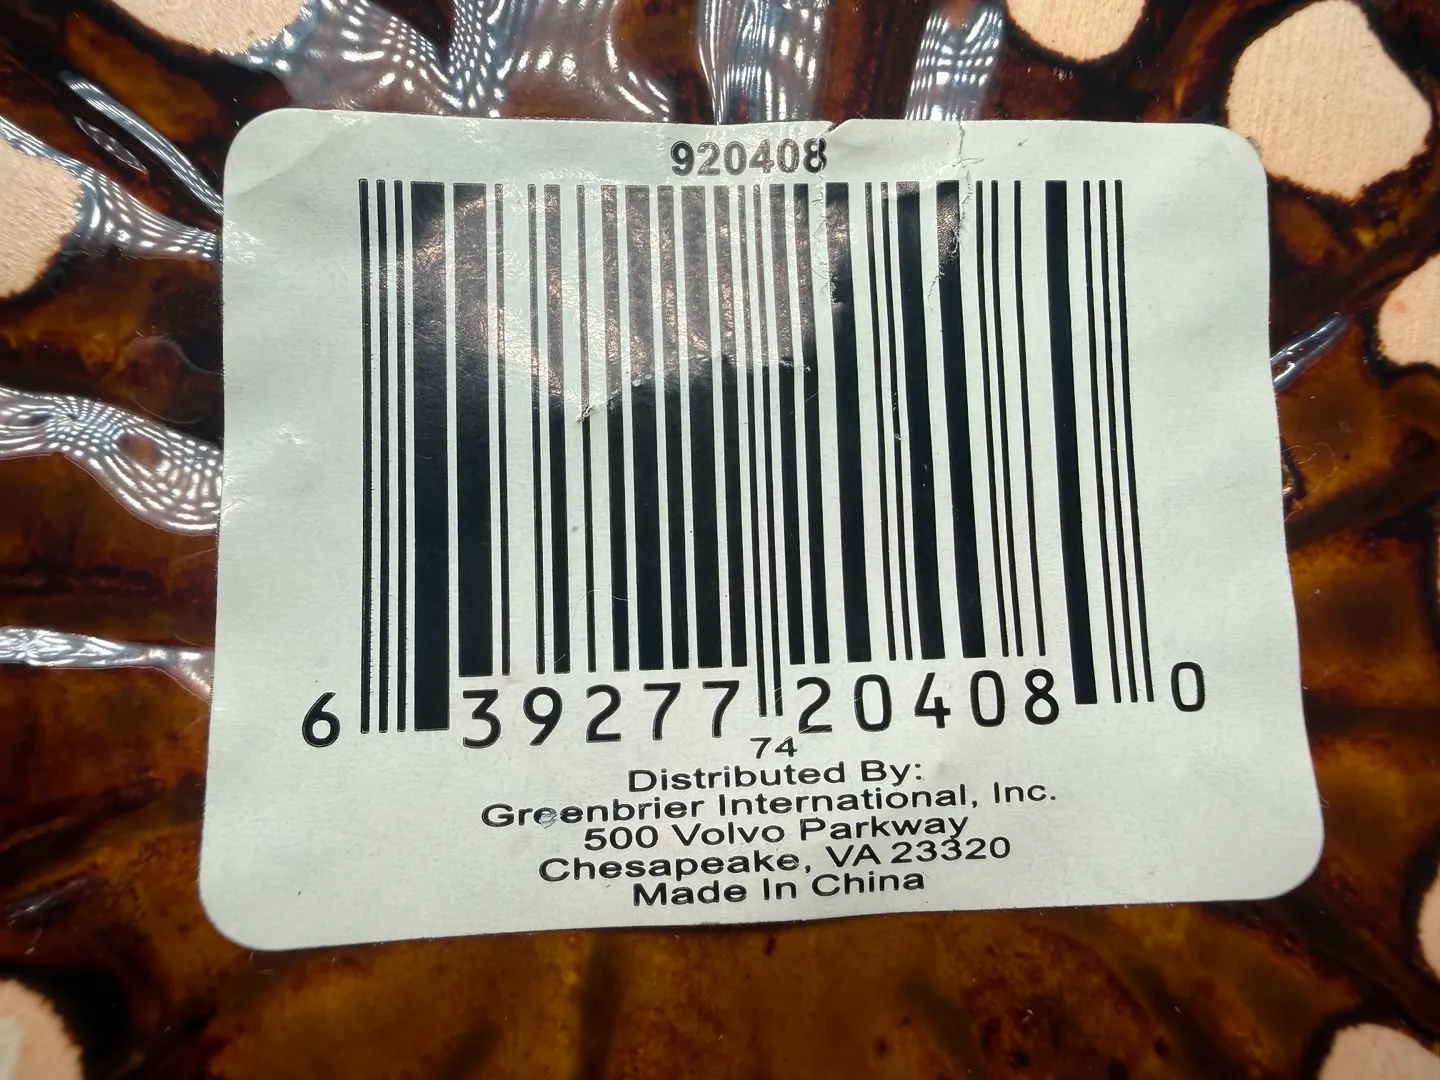 920408
6 39277 20408 0
74
Distributed By:
Greenbrier International, Inc.
500 Volvo Parkway
Chesapeake, VA 23320
Made In China